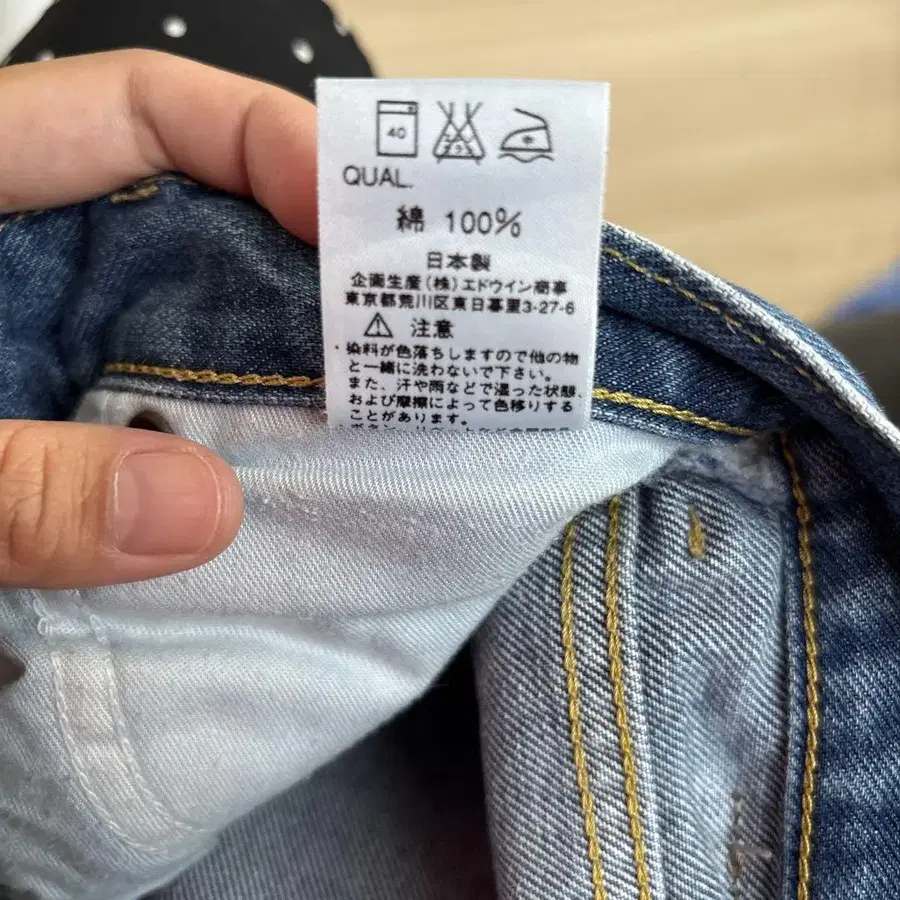 40
QUAL.
綿 100%
日本製
企画生産(株)エドウイン商事
東京都荒川区東日暮里3-27-6
⚠ 注意
・染料が色落ちしますので他の物
と一緒に洗わないで下さい。
また、汗や雨などで湿った状態、
および摩擦によって色移りする
ことがあります。